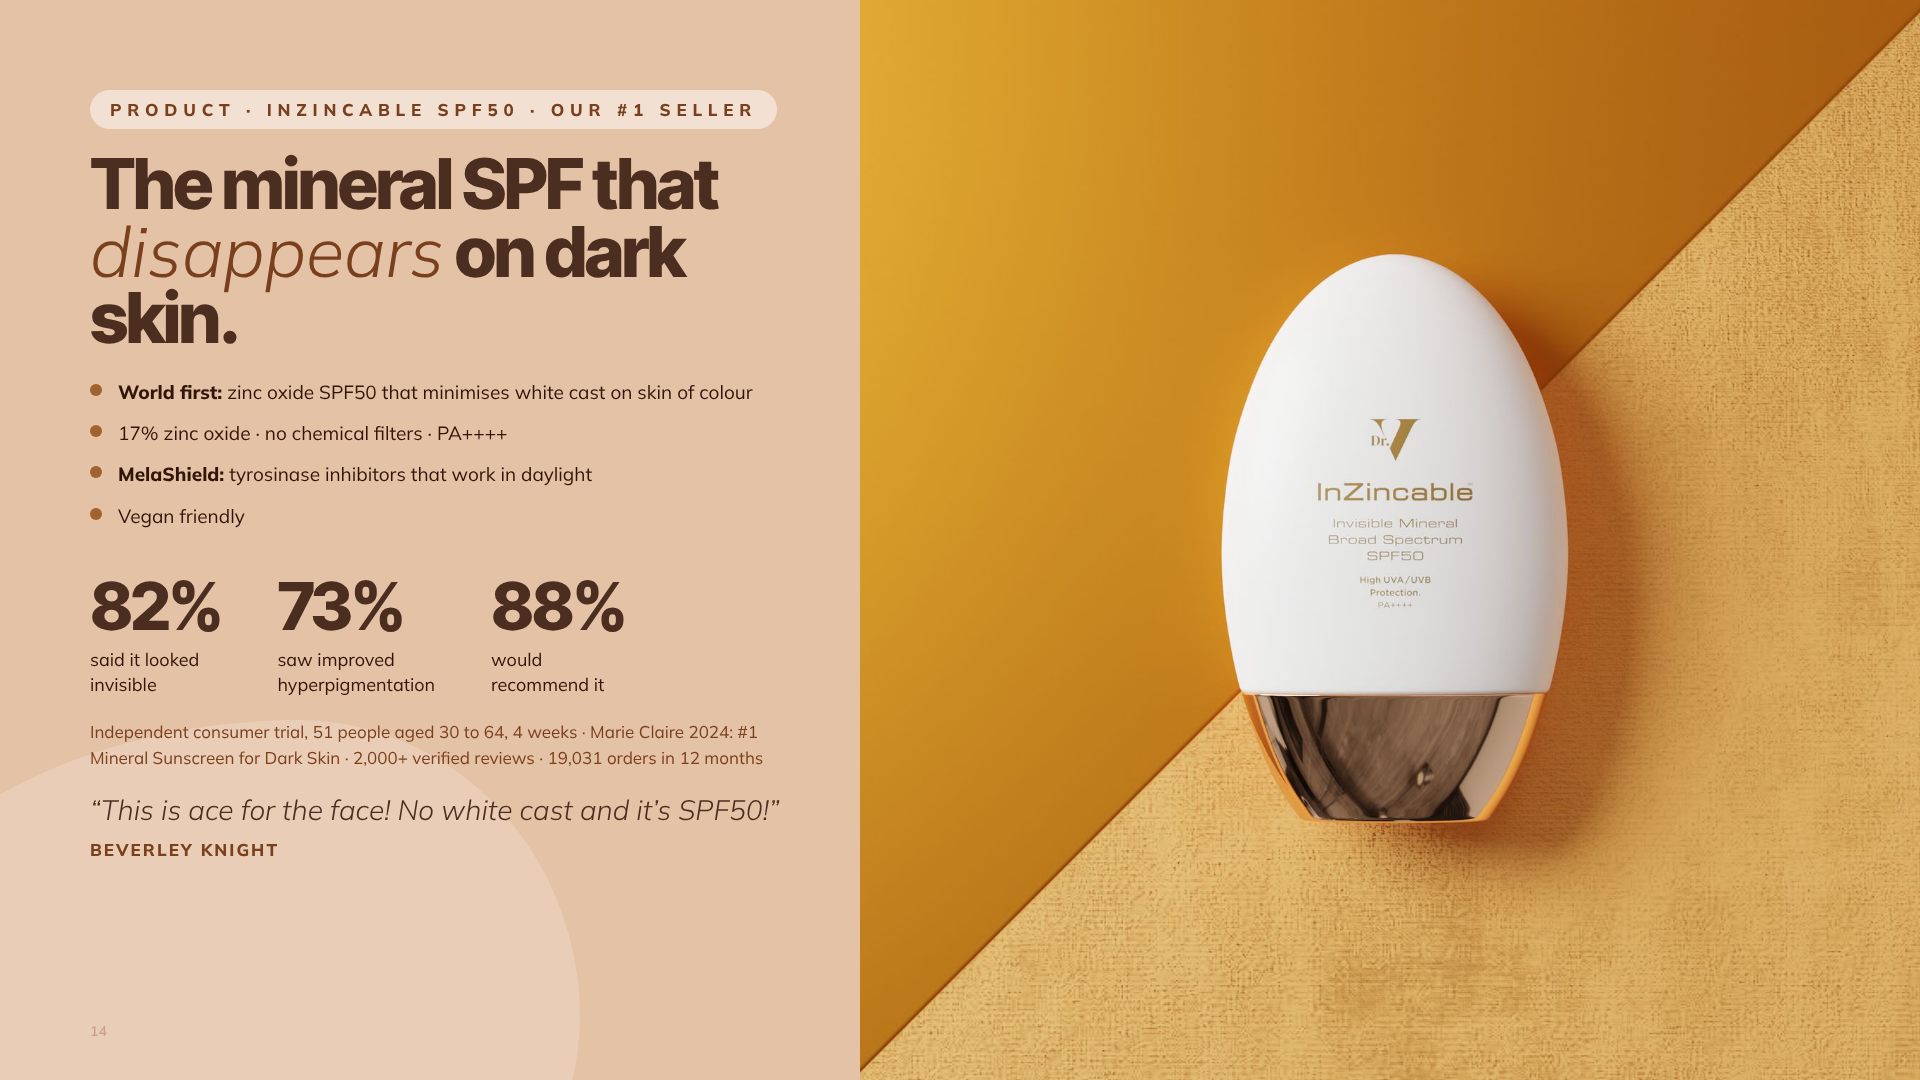 PRODUCT · INZINCABLE SPF50 · OUR #1 SELLER
The mineral SPF that
disappears on dark
skin.
World first: zinc oxide SPF50 that minimises white cast on skin of colour
17% zinc oxide · no chemical filters · PA++++
MelaShield: tyrosinase inhibitors that work in daylight
Vegan friendly
82%
said it looked
invisible
73%
saw improved
hyperpigmentation
88%
would
recommend it
Independent consumer trial, 51 people aged 30 to 64, 4 weeks · Marie Claire 2024: #1
Mineral Sunscreen for Dark Skin · 2,000+ verified reviews · 19,031 orders in 12 months
“This is ace for the face! No white cast and it’s SPF50!”
BEVERLEY KNIGHT
14
Dr. V
InZincable
Invisible Mineral
Broad Spectrum
SPF50
High UVA/UVB
Protection.
PA++++